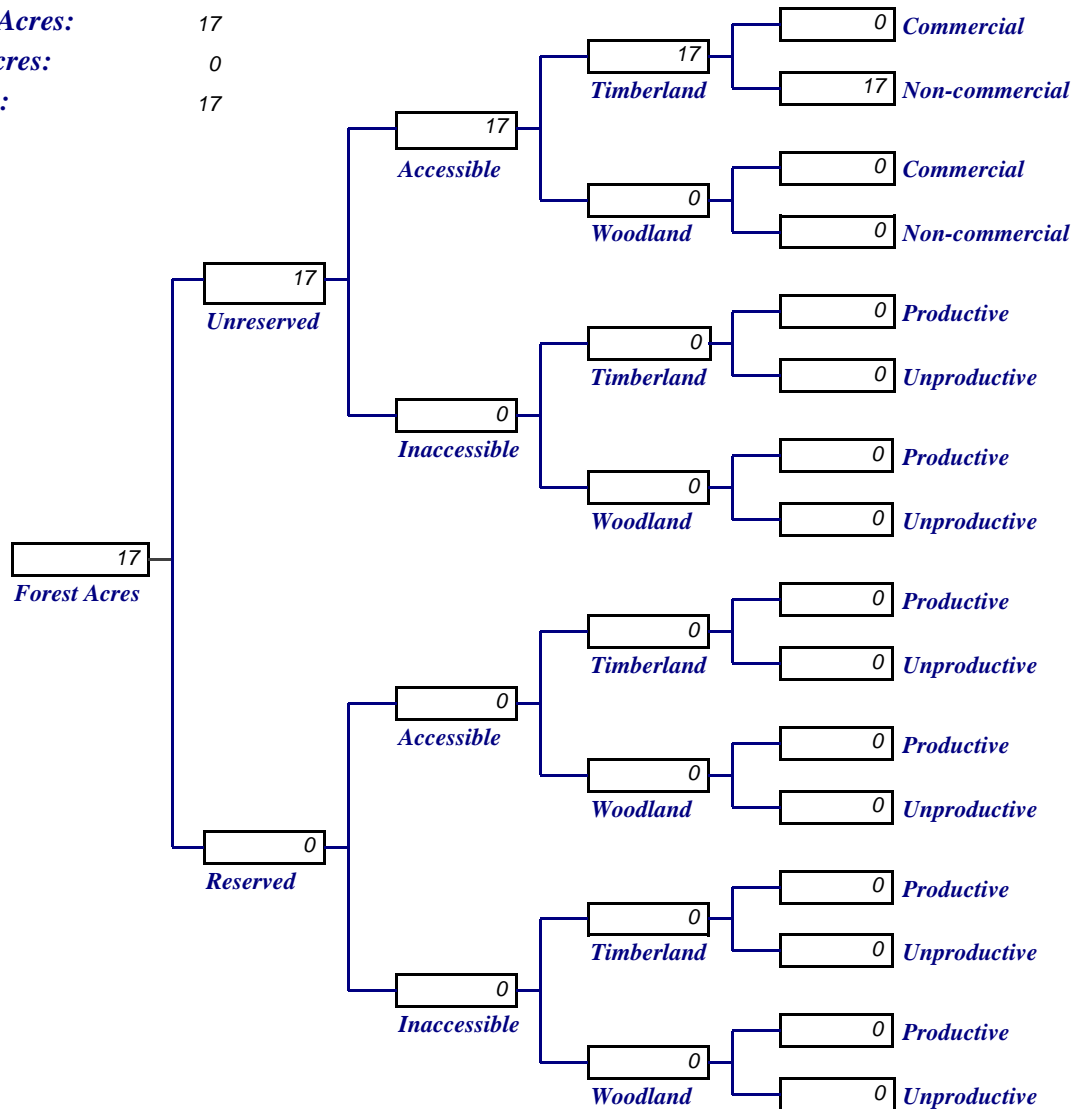 Acres: 17
cres: 0
: 17
0 Commercial
17
Timberland
17 Non-commercial
17
Accessible
0 Commercial
0
Woodland
0 Non-commercial
17
Unreserved
0 Productive
0
Timberland
0 Unproductive
0
Inaccessible
0 Productive
0
Woodland
0 Unproductive
17
Forest Acres
0 Productive
0
Timberland
0 Unproductive
0
Accessible
0 Productive
0
Woodland
0 Unproductive
0
Reserved
0 Productive
0
Timberland
0 Unproductive
0
Inaccessible
0 Productive
0
Woodland
0 Unproductive